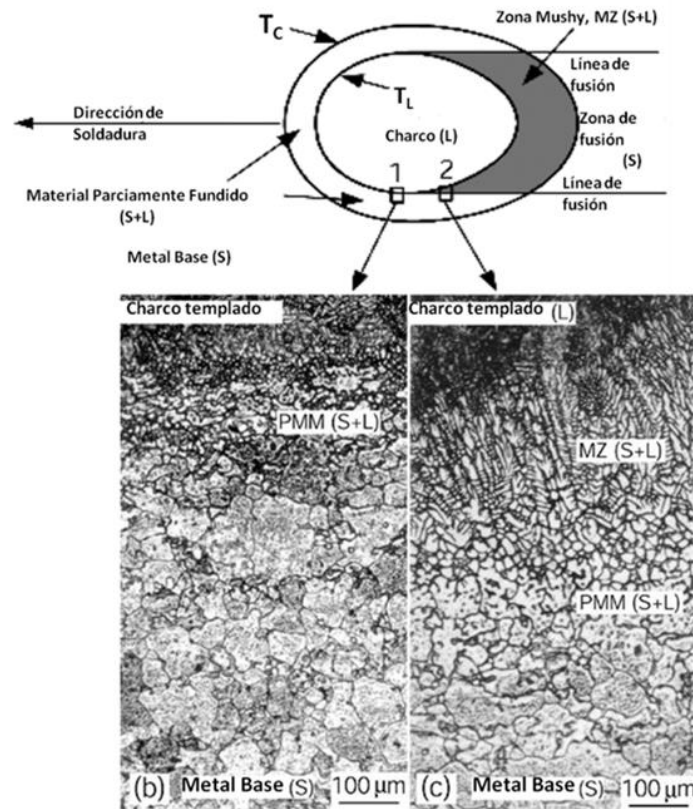 Zona Mushy, MZ (S+L)
T_C
Línea de
fusión
T_L
Dirección de
Soldadura
Charco (L)
Zona de
fusión
(S)
1 2
Material Parciamente Fundido
(S+L)
Línea de
fusión
Metal Base (S)
Charco templado
Charco templado (L)
PMM (S+L)
MZ (S+L)
PMM (S+L)
(b) Metal Base (S) 100 μm
(c) Metal Base (S) 100 μm